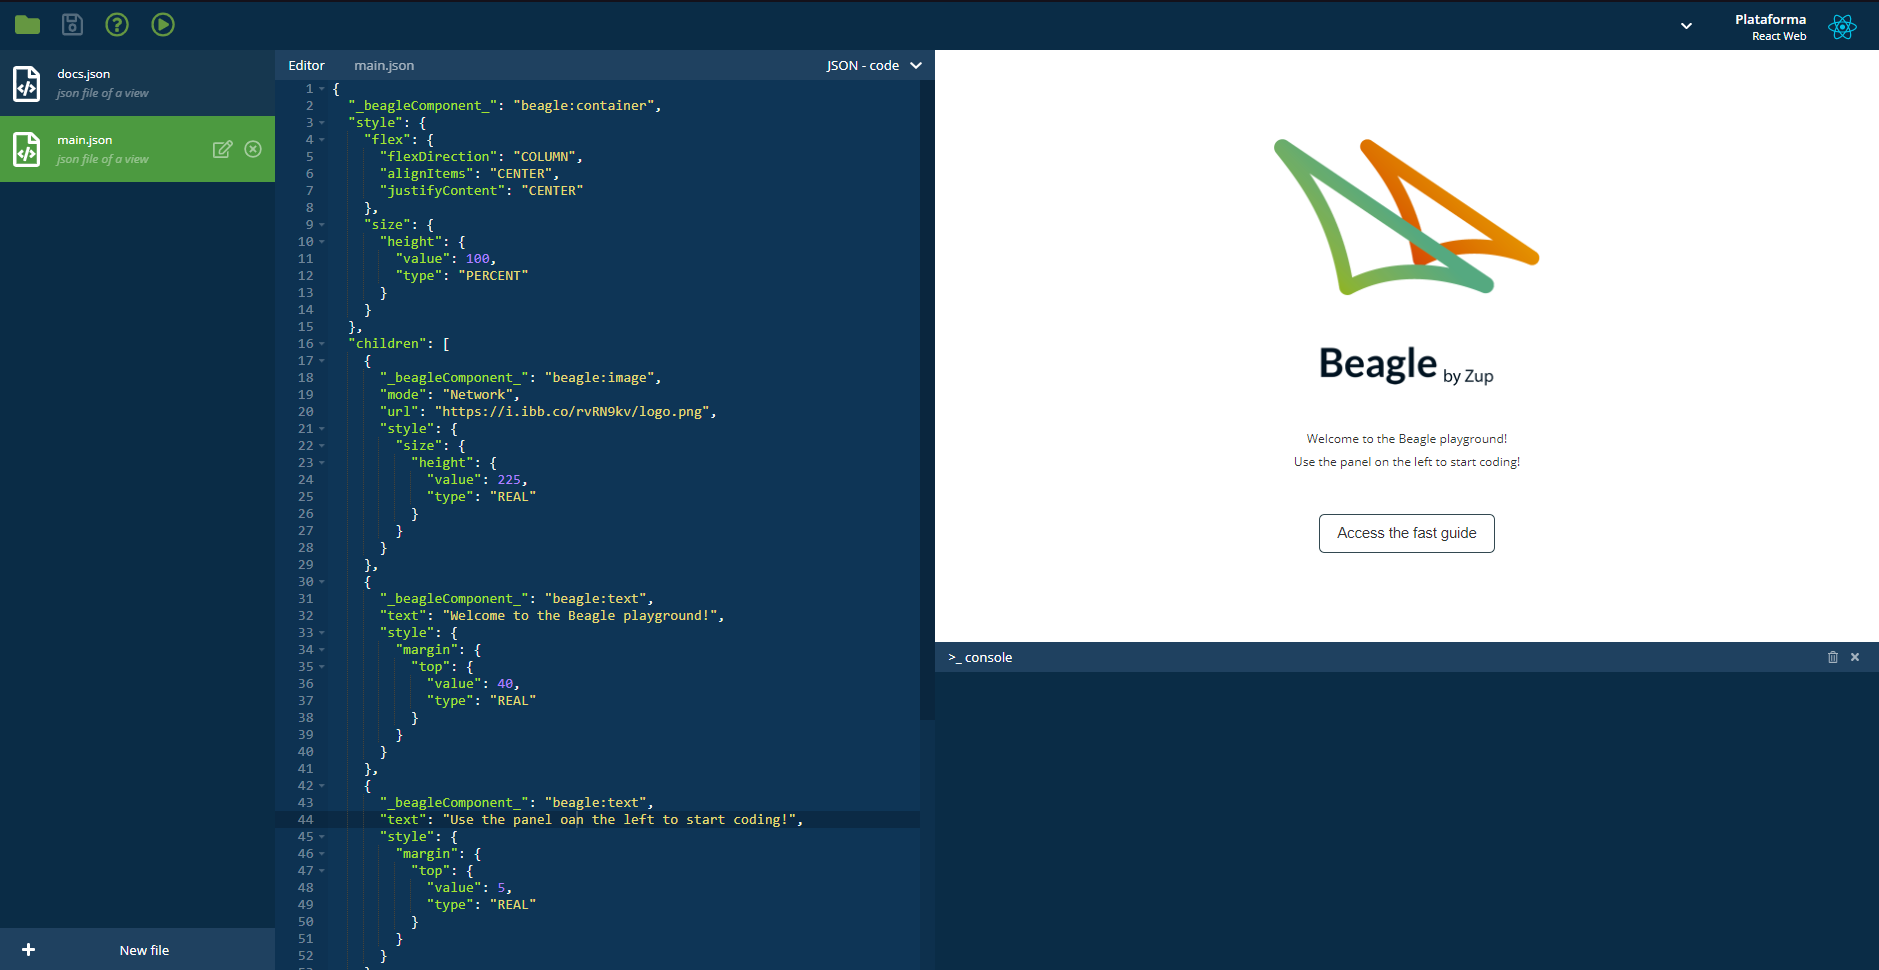 Plataforma
React Web
docs.json
json file of a view
main.json
json file of a view
New file
Editor main.json JSON - code
1 {
2 "_beagleComponent_": "beagle:container",
3 "style": {
4 "flex": {
5 "flexDirection": "COLUMN",
6 "alignItems": "CENTER",
7 "justifyContent": "CENTER"
8 },
9 "size": {
10 "height": {
11 "value": 100,
12 "type": "PERCENT"
13 }
14 }
15 },
16 "children": [
17 {
18 "_beagleComponent_": "beagle:image",
19 "mode": "Network",
20 "url": "https://i.ibb.co/rvRN9kv/logo.png",
21 "style": {
22 "size": {
23 "height": {
24 "value": 225,
25 "type": "REAL"
26 }
27 }
28 }
29 },
30 {
31 "_beagleComponent_": "beagle:text",
32 "text": "Welcome to the Beagle playground!",
33 "style": {
34 "margin": {
35 "top": {
36 "value": 40,
37 "type": "REAL"
38 }
39 }
40 }
41 },
42 {
43 "_beagleComponent_": "beagle:text",
44 "text": "Use the panel oan the left to start coding!",
45 "style": {
46 "margin": {
47 "top": {
48 "value": 5,
49 "type": "REAL"
50 }
51 }
52 }
Beagle by Zup
Welcome to the Beagle playground!
Use the panel on the left to start coding!
Access the fast guide
>_ console